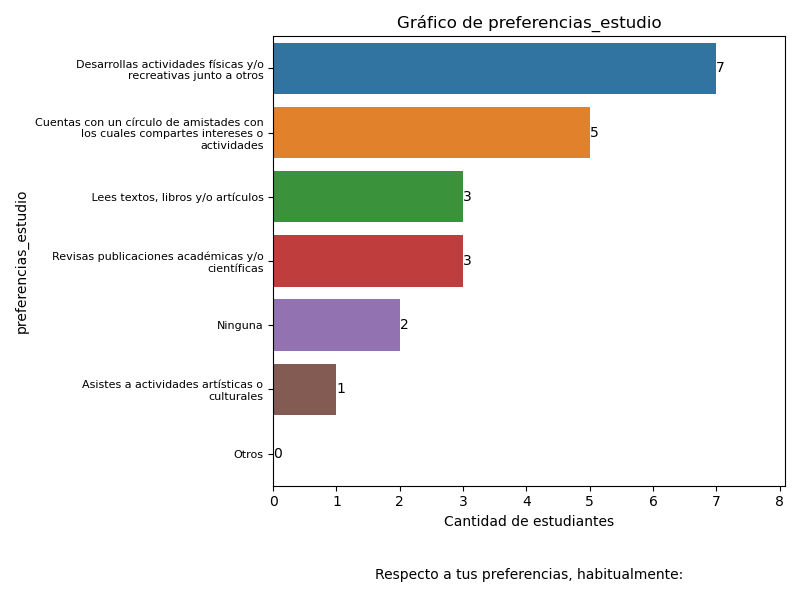 Gráfico de preferencias_estudio
preferencias_estudio
Desarrollas actividades físicas y/o
recreativas junto a otros
7
Cuentas con un círculo de amistades con
los cuales compartes intereses o
actividades
5
Lees textos, libros y/o artículos
3
Revisas publicaciones académicas y/o
científicas
3
Ninguna
2
Asistes a actividades artísticas o
culturales
1
Otros
0
0 1 2 3 4 5 6 7 8
Cantidad de estudiantes
Respecto a tus preferencias, habitualmente: